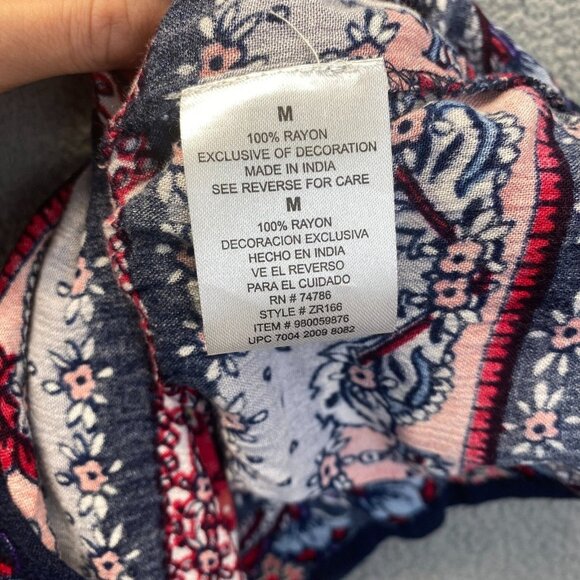 M
100% RAYON
EXCLUSIVE OF DECORATION
MADE IN INDIA
SEE REVERSE FOR CARE
M
100% RAYON
DECORACION EXCLUSIVA
HECHO EN INDIA
VE EL REVERSO
PARA EL CUIDADO
RN # 74786
STYLE # ZR166
ITEM # 980059876
UPC 7004 2009 8082